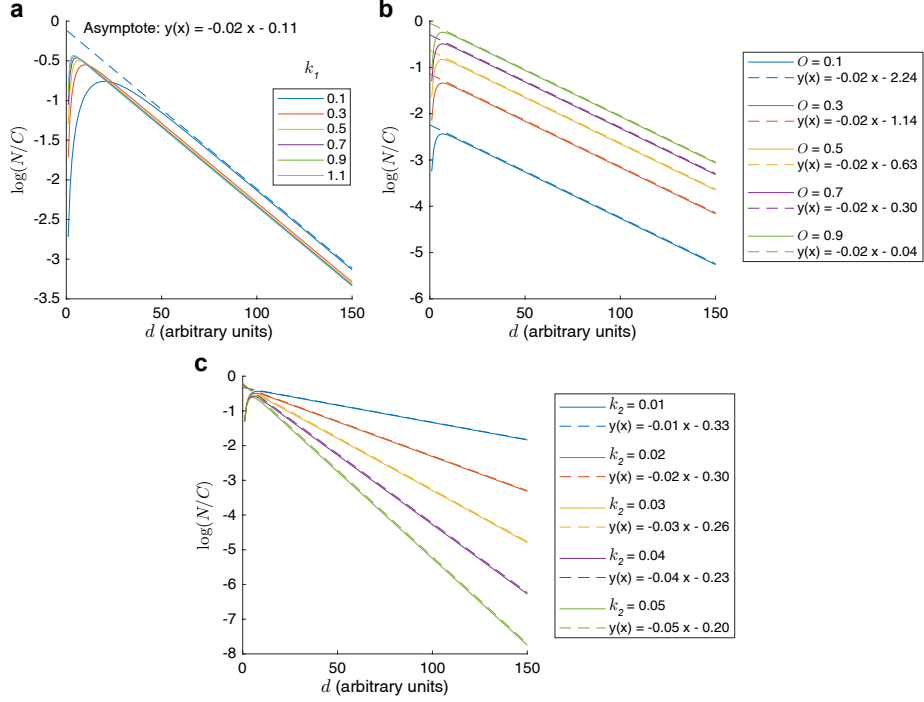 a
Asymptote: y(x) = -0.02 x - 0.11
0
-0.5
-1
-1.5
-2
-2.5
-3
-3.5
log(N/C)
0
50
100
150
d (arbitrary units)
k1
0.1
0.3
0.5
0.7
0.9
1.1
b
0
-1
-2
-3
-4
-5
-6
log(N/C)
0
50
100
150
d (arbitrary units)
O = 0.1
y(x) = -0.02 x - 2.24
O = 0.3
y(x) = -0.02 x - 1.14
O = 0.5
y(x) = -0.02 x - 0.63
O = 0.7
y(x) = -0.02 x - 0.30
O = 0.9
y(x) = -0.02 x - 0.04
c
0
-1
-2
-3
-4
-5
-6
-7
-8
log(N/C)
0
50
100
150
d (arbitrary units)
k2 = 0.01
y(x) = -0.01 x - 0.33
k2 = 0.02
y(x) = -0.02 x - 0.30
k2 = 0.03
y(x) = -0.03 x - 0.26
k2 = 0.04
y(x) = -0.04 x - 0.23
k2 = 0.05
y(x) = -0.05 x - 0.20